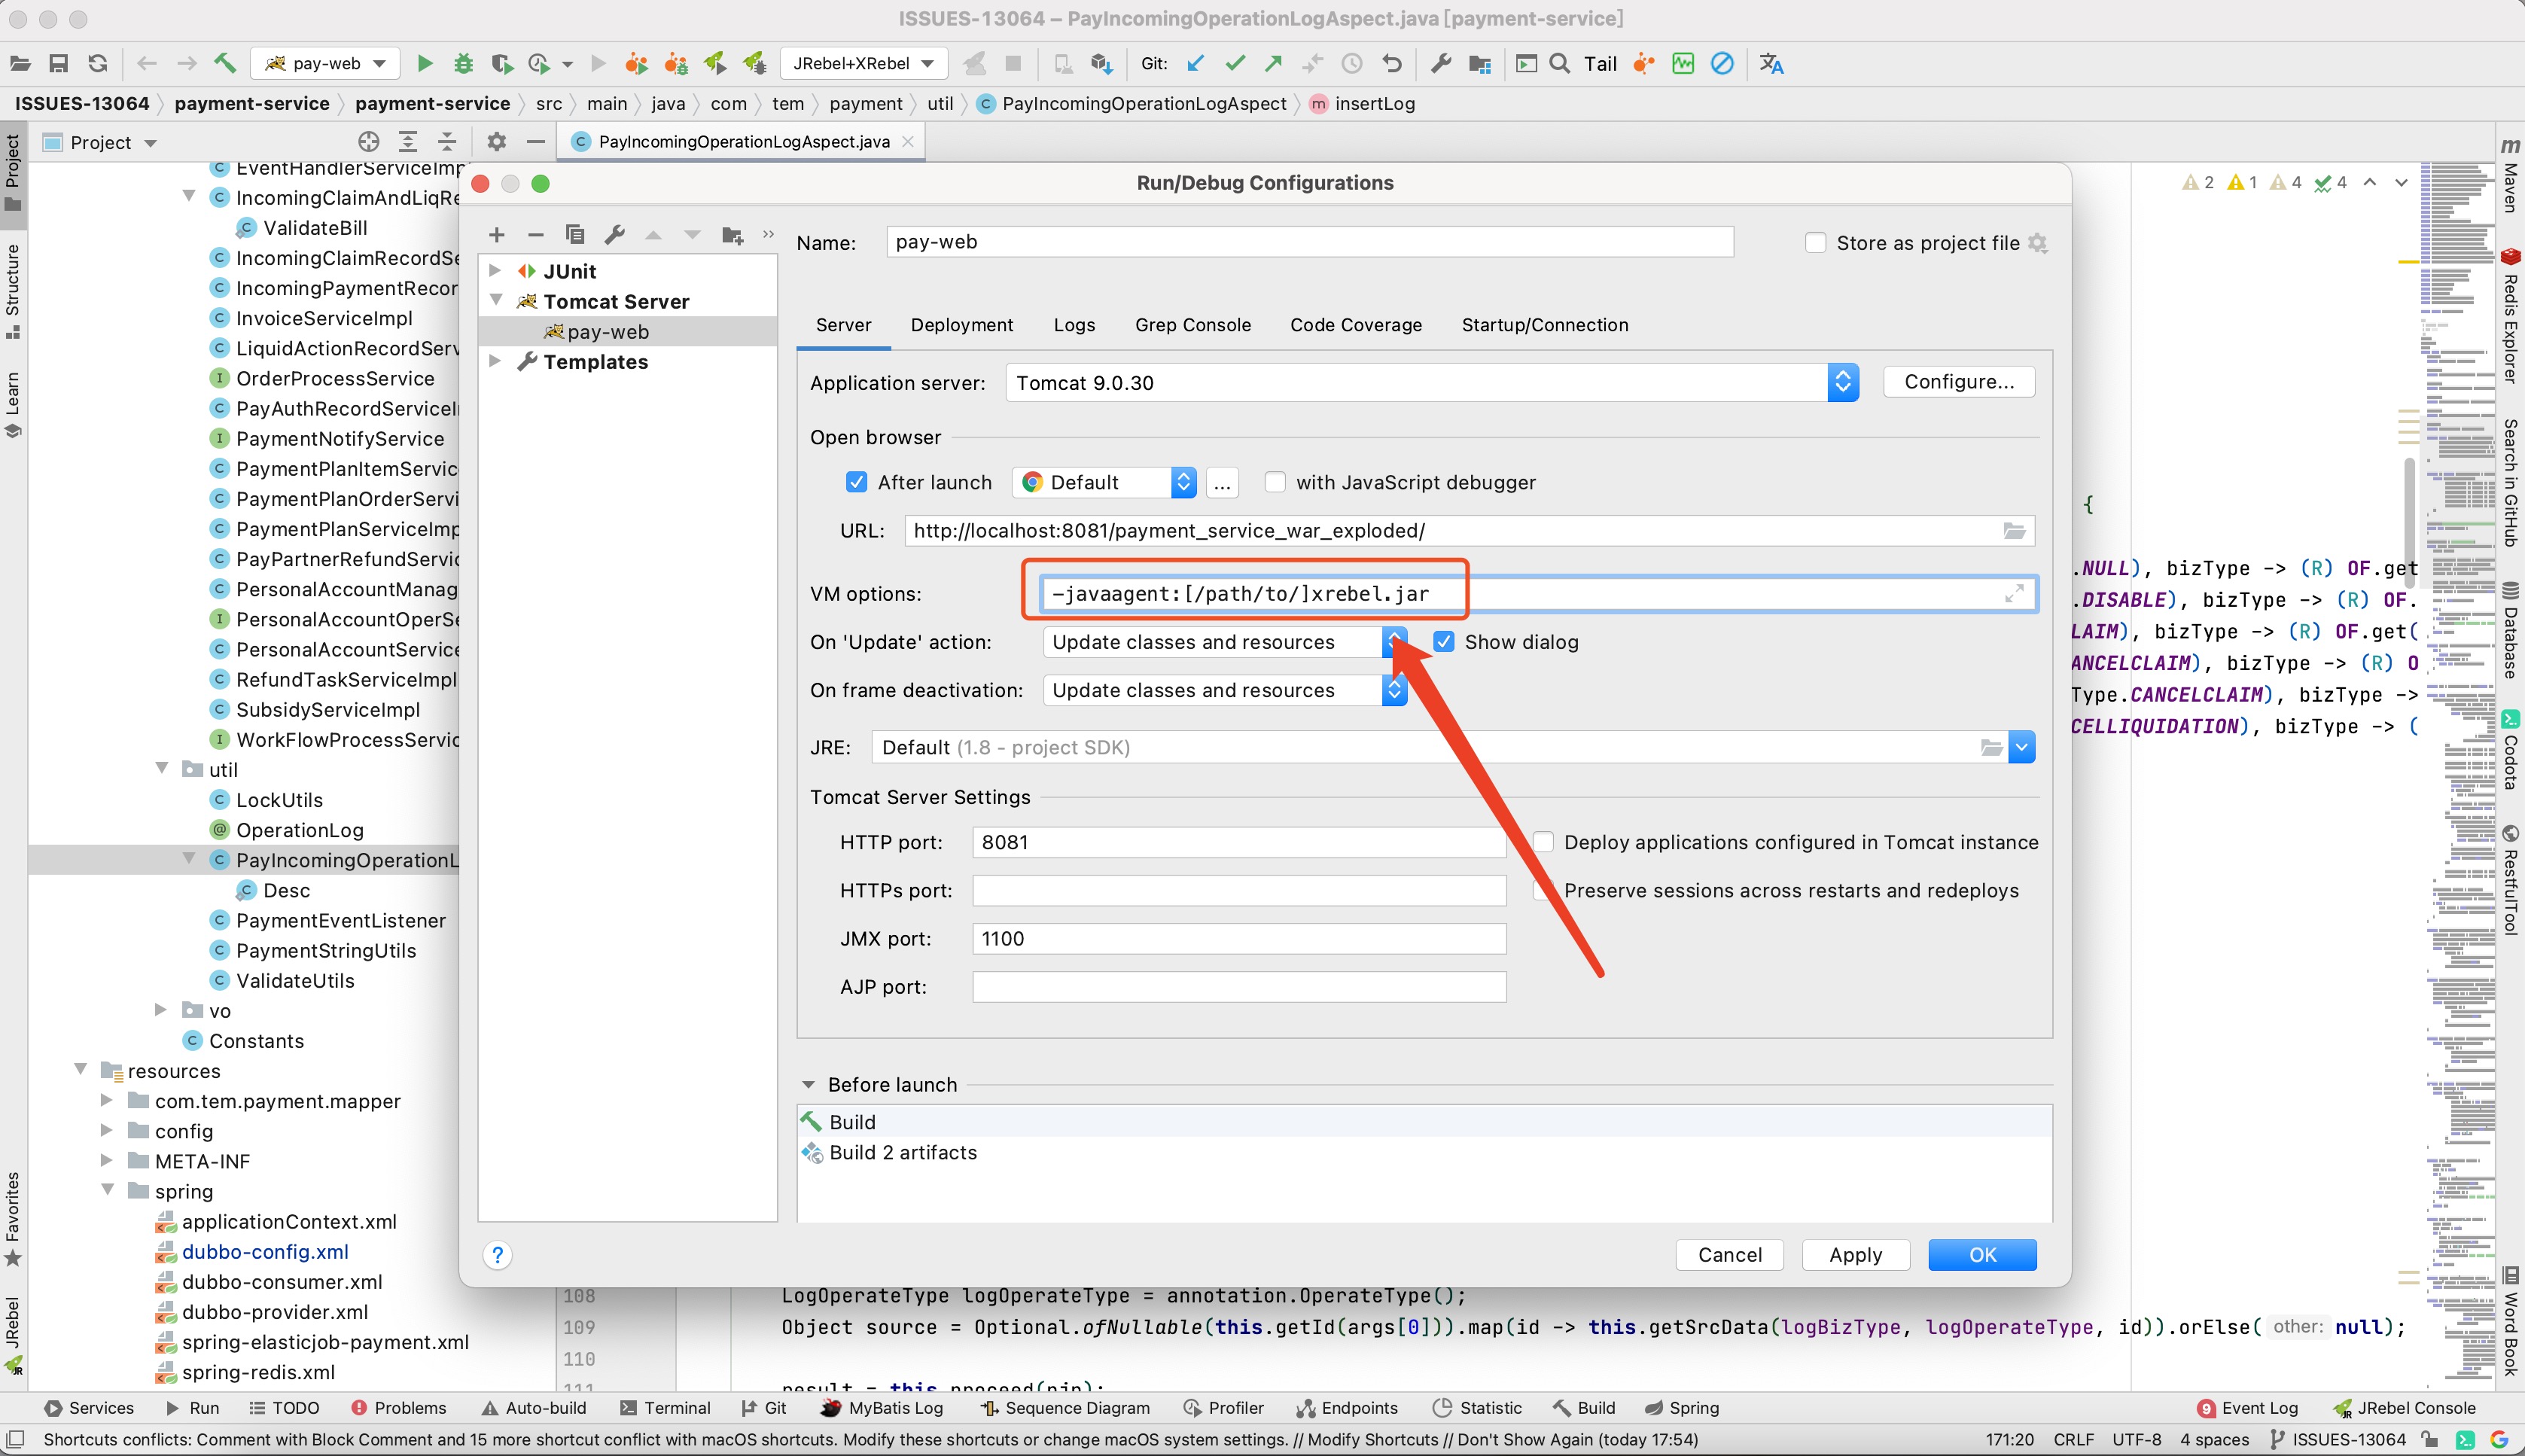 ISSUES-13064 – PayIncomingOperationLogAspect.java [payment-service]
pay-web
JRebel+XRebel
Git:
Tail
ISSUES-13064 payment-service payment-service src main java com tem payment util PayIncomingOperationLogAspect insertLog
Project
PayIncomingOperationLogAspect.java
EventHandlerServiceImp
IncomingClaimAndLiqRe
ValidateBill
IncomingClaimRecordSe
IncomingPaymentRecor
InvoiceServiceImpl
LiquidActionRecordServ
OrderProcessService
PayAuthRecordServiceI
PaymentNotifyService
PaymentPlanItemServic
PaymentPlanOrderServi
PaymentPlanServiceImp
PayPartnerRefundServic
PersonalAccountManag
PersonalAccountOperSe
PersonalAccountService
RefundTaskServiceImpl
SubsidyServiceImpl
WorkFlowProcessServic
util
LockUtils
OperationLog
PayIncomingOperationL
Desc
PaymentEventListener
PaymentStringUtils
ValidateUtils
vo
Constants
resources
com.tem.payment.mapper
config
META-INF
spring
applicationContext.xml
dubbo-config.xml
dubbo-consumer.xml
dubbo-provider.xml
spring-elasticjob-payment.xml
spring-redis.xml
Project
Structure
Learn
Favorites
JRebel
Run/Debug Configurations
JUnit
Tomcat Server
pay-web
Templates
Name: pay-web
Store as project file
Server Deployment Logs Grep Console Code Coverage Startup/Connection
Application server: Tomcat 9.0.30 Configure...
Open browser
After launch Default ... with JavaScript debugger
URL: http://localhost:8081/payment_service_war_exploded/
VM options: -javaagent:[/path/to/]xrebel.jar
On 'Update' action: Update classes and resources Show dialog
On frame deactivation: Update classes and resources
JRE: Default (1.8 - project SDK)
Tomcat Server Settings
HTTP port: 8081 Deploy applications configured in Tomcat instance
HTTPs port: Preserve sessions across restarts and redeploys
JMX port: 1100
AJP port:
Before launch
Build
Build 2 artifacts
?
Cancel Apply OK
2 1 4 4
{
.NULL), bizType -> (R) OF.get
.DISABLE), bizType -> (R) OF.
LAIM), bizType -> (R) OF.get(
ANCELCLAIM), bizType -> (R) O
Type.CANCELCLAIM), bizType ->
CELLIQUIDATION), bizType -> (
108 LogOperateType logOperateType = annotation.OperateType();
109 Object source = Optional.ofNullable(this.getId(args[0])).map(id -> this.getSrcData(logBizType, logOperateType, id)).orElse( other: null);
110
111 result = this.proceed(pjp);
Maven
Redis Explorer
Search in GitHub
Database
Codota
RestfulTool
Word Book
Services Run TODO Problems Auto-build Terminal Git MyBatis Log Sequence Diagram Profiler Endpoints Statistic Build Spring 9 Event Log JRebel Console
Shortcuts conflicts: Comment with Block Comment and 15 more shortcut conflict with macOS shortcuts. Modify these shortcuts or change macOS system settings. // Modify Shortcuts // Don't Show Again (today 17:54) 171:20 CRLF UTF-8 4 spaces ISSUES-13064